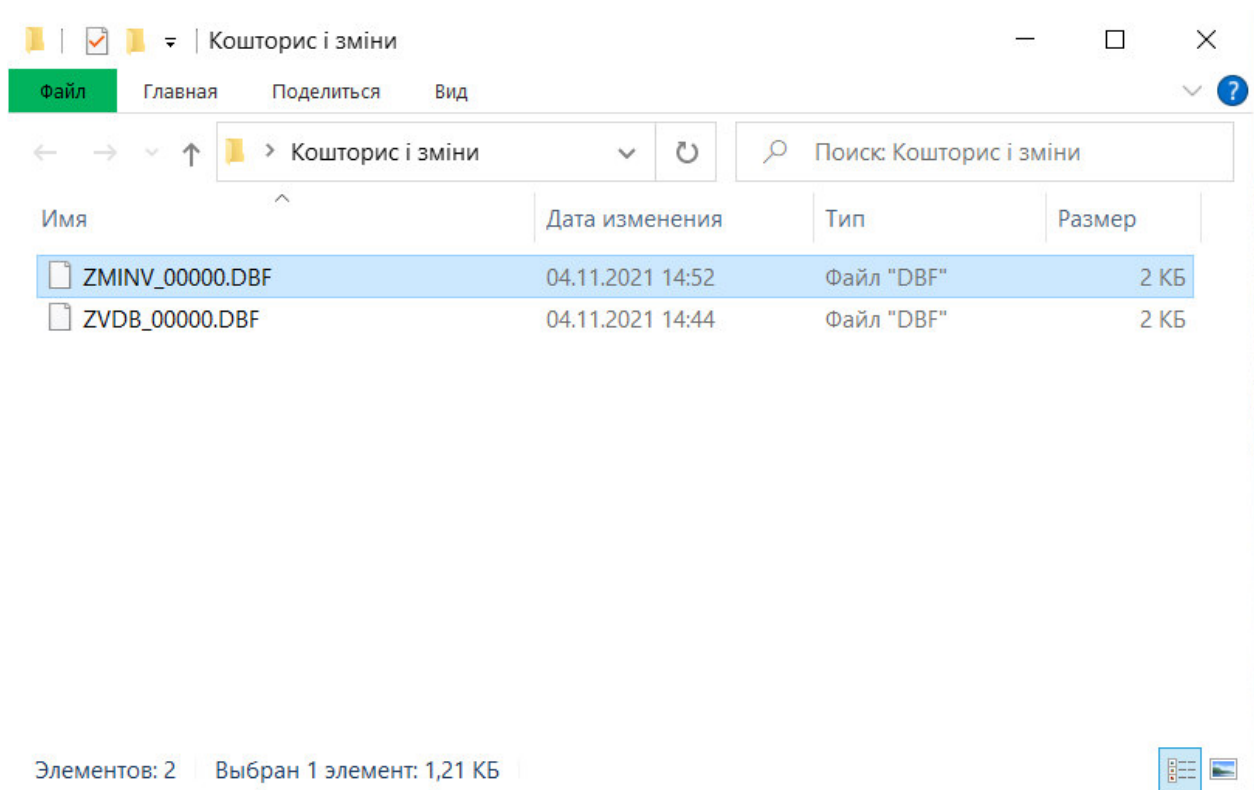 Кошторис і зміни
Файл Главная Поделиться Вид ?
Кошторис і зміни Поиск: Кошторис і зміни
Имя Дата изменения Тип Размер
ZMINV_00000.DBF 04.11.2021 14:52 Файл "DBF" 2 КБ
ZVDB_00000.DBF 04.11.2021 14:44 Файл "DBF" 2 КБ
Элементов: 2 Выбран 1 элемент: 1,21 КБ